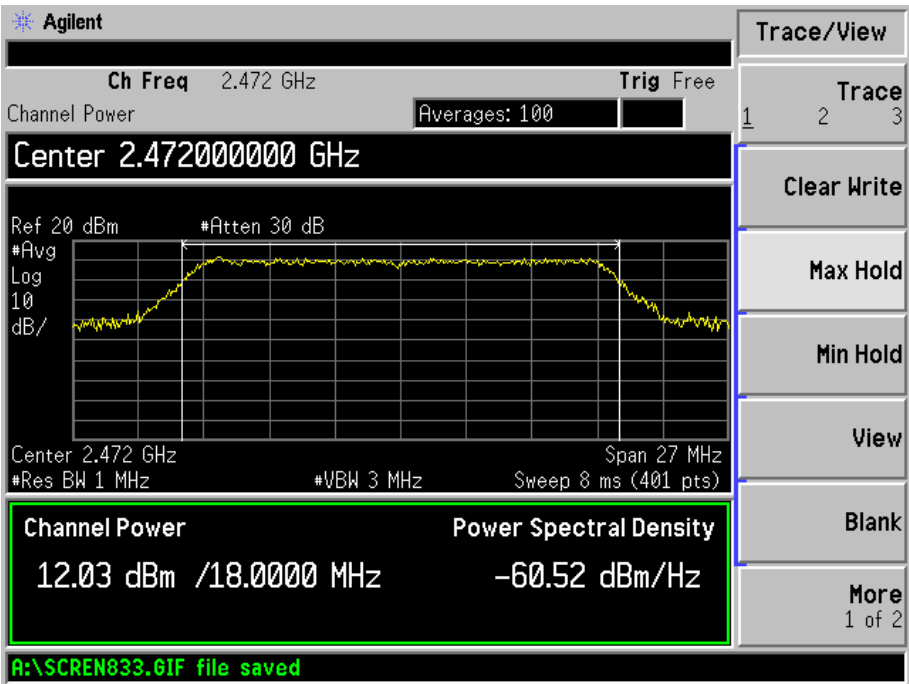 Agilent
Trace/View
Ch Freq 2.472 GHz Trig Free
Channel Power Averages: 100
Center 2.472000000 GHz
Ref 20 dBm #Atten 30 dB
#Avg
Log
10
dB/
Center 2.472 GHz Span 27 MHz
#Res BW 1 MHz #VBW 3 MHz Sweep 8 ms (401 pts)
Channel Power Power Spectral Density
12.03 dBm /18.0000 MHz -60.52 dBm/Hz
A:\SCREN833.GIF file saved
Trace
1 2 3
Clear Write
Max Hold
Min Hold
View
Blank
More
1 of 2